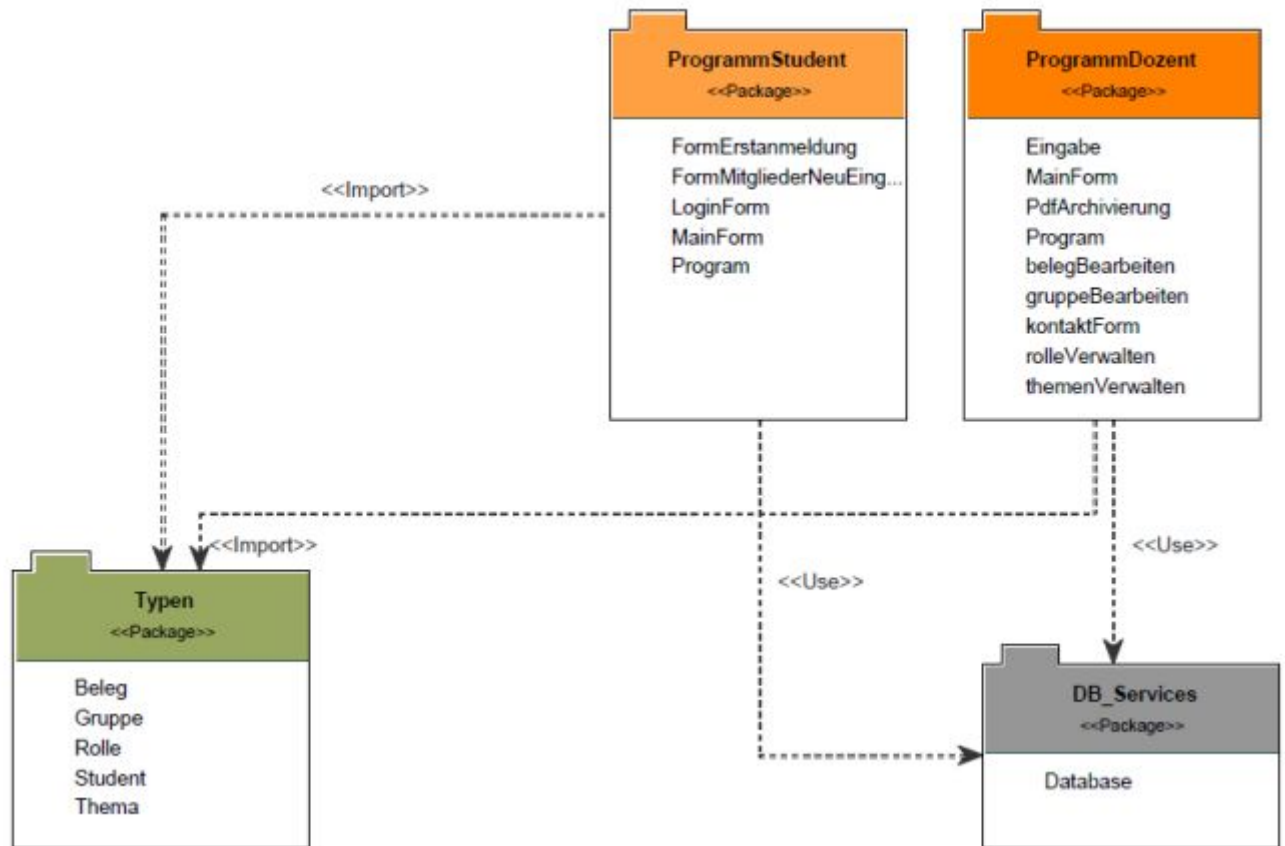 ProgrammStudent
<<Package>>
FormErstanmeldung
FormMitgliederNeuEing...
LoginForm
MainForm
Program
ProgrammDozent
<<Package>>
Eingabe
MainForm
PdfArchivierung
Program
belegBearbeiten
gruppeBearbeiten
kontaktForm
rolleVerwalten
themenVerwalten
<<Import>>
<<Import>>
<<Use>>
<<Use>>
Typen
<<Package>>
Beleg
Gruppe
Rolle
Student
Thema
DB_Services
<<Package>>
Database